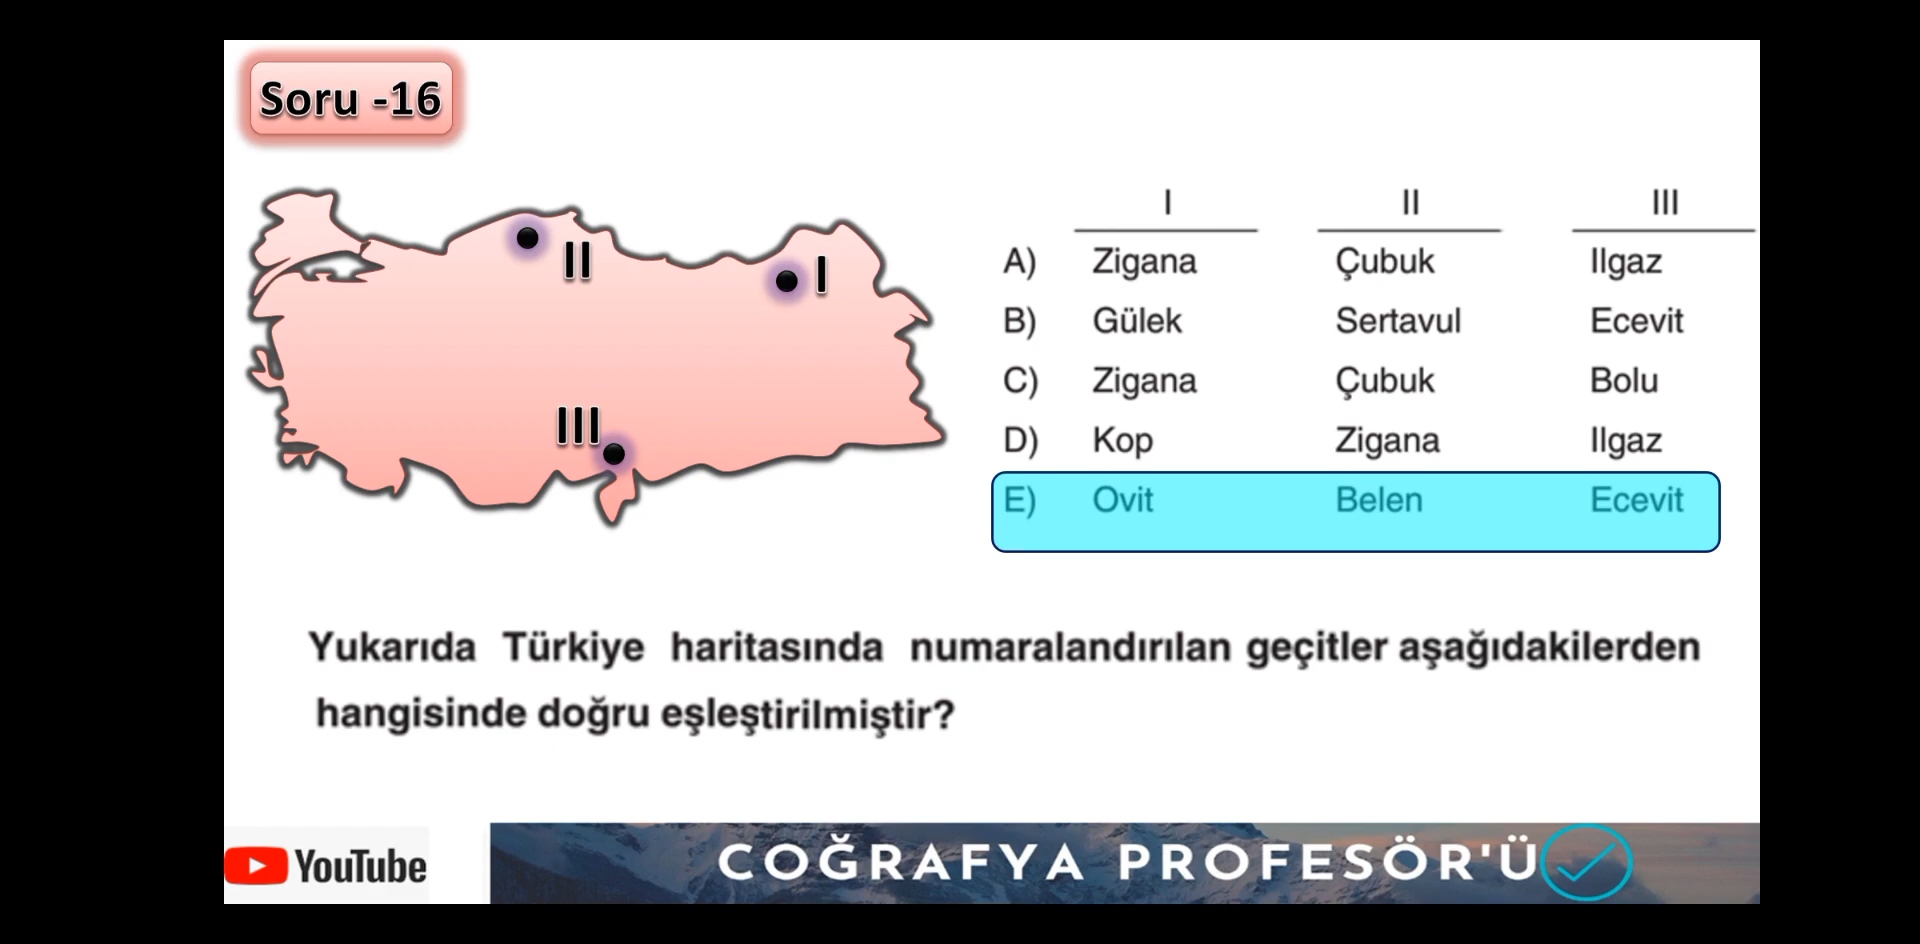 Soru -16
I II III
A) Zigana Çubuk Ilgaz
B) Gülek Sertavul Ecevit
C) Zigana Çubuk Bolu
D) Kop Zigana Ilgaz
E) Ovit Belen Ecevit
II
I
III
Yukarıda Türkiye haritasında numaralandırılan geçitler aşağıdakilerden
hangisinde doğru eşleştirilmiştir?
YouTube
COĞRAFYA PROFESÖR'Ü